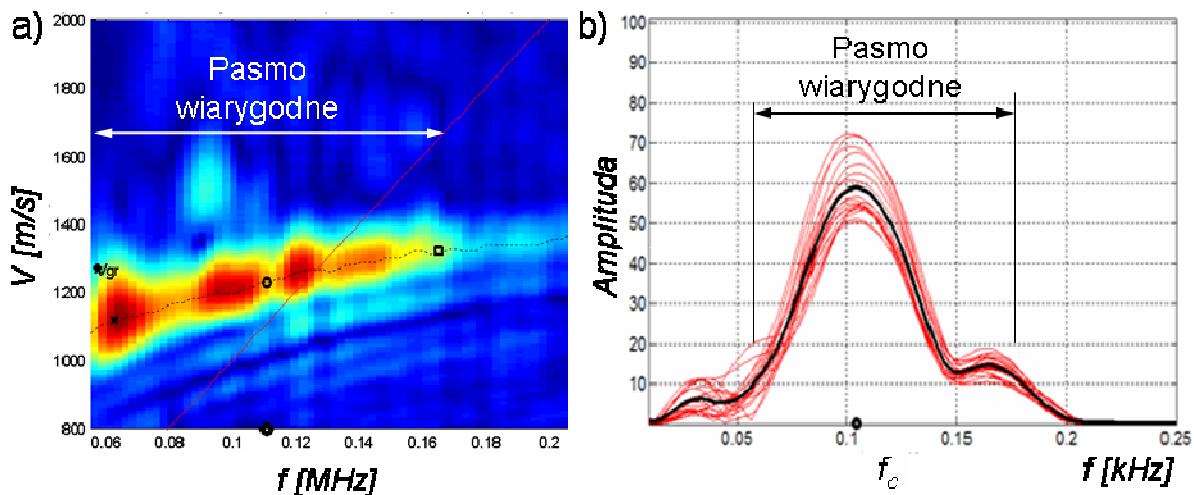 a)
Pasmo
wiarygodne
V [m/s]
2000
1800
1600
1400
1200
1000
800
Vgr
0.06
0.08
0.1
0.12
0.14
0.16
0.18
0.2
f [MHz]
b)
Pasmo
wiarygodne
Amplituda
100
90
80
70
60
50
40
30
20
10
0.05
0.1
0.15
0.2
0.25
fc
f [kHz]